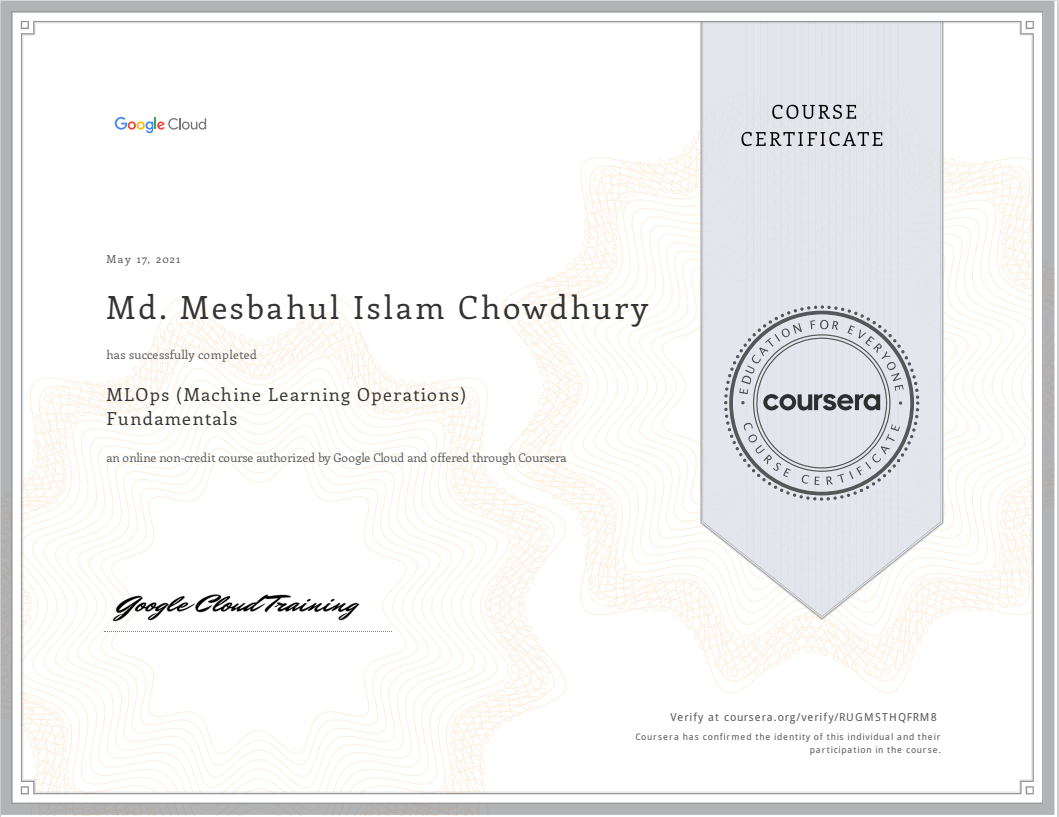 Google Cloud
COURSE
CERTIFICATE
May 17, 2021
Md. Mesbahul Islam Chowdhury
has successfully completed
MLOps (Machine Learning Operations)
Fundamentals
an online non-credit course authorized by Google Cloud and offered through Coursera
EDUCATION FOR EVERYONE
coursera
COURSE CERTIFICATE
Google Cloud Training
Verify at coursera.org/verify/RUGMSTHQFRM8
Coursera has confirmed the identity of this individual and their
participation in the course.